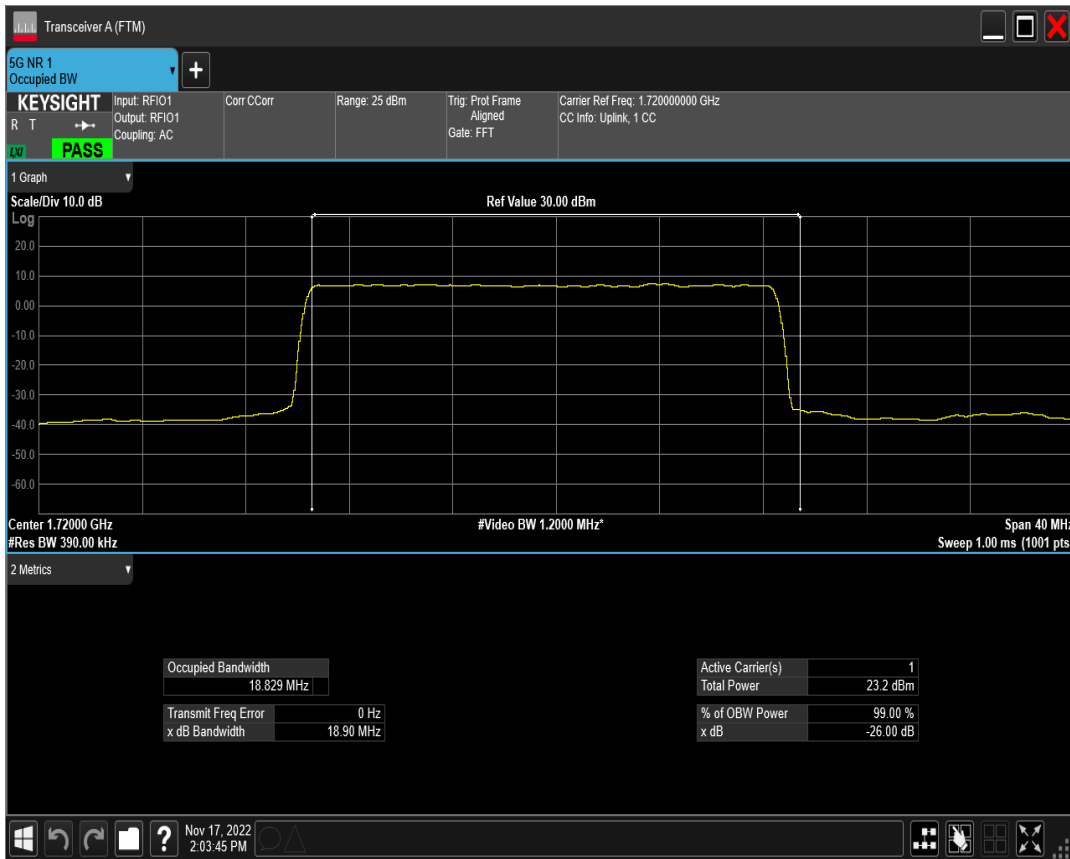 Transceiver A (FTM)
5G NR 1
Occupied BW
+
KEYSIGHT
R T
LXI
PASS
Input: RFIO1
Output: RFIO1
Coupling: AC
Corr CCorr
Range: 25 dBm
Trig: Prot Frame
Aligned
Gate: FFT
Carrier Ref Freq: 1.720000000 GHz
CC Info: Uplink, 1 CC
1 Graph
Scale/Div 10.0 dB
Ref Value 30.00 dBm
Log
20.0
10.0
0.00
-10.0
-20.0
-30.0
-40.0
-50.0
-60.0
Center 1.72000 GHz
#Video BW 1.2000 MHz*
Span 40 MHz
#Res BW 390.00 kHz
Sweep 1.00 ms (1001 pts
2 Metrics
Occupied Bandwidth
18.829 MHz
Transmit Freq Error 0 Hz
x dB Bandwidth 18.90 MHz
Active Carrier(s) 1
Total Power 23.2 dBm
% of OBW Power 99.00 %
x dB -26.00 dB
?
Nov 17, 2022
2:03:45 PM